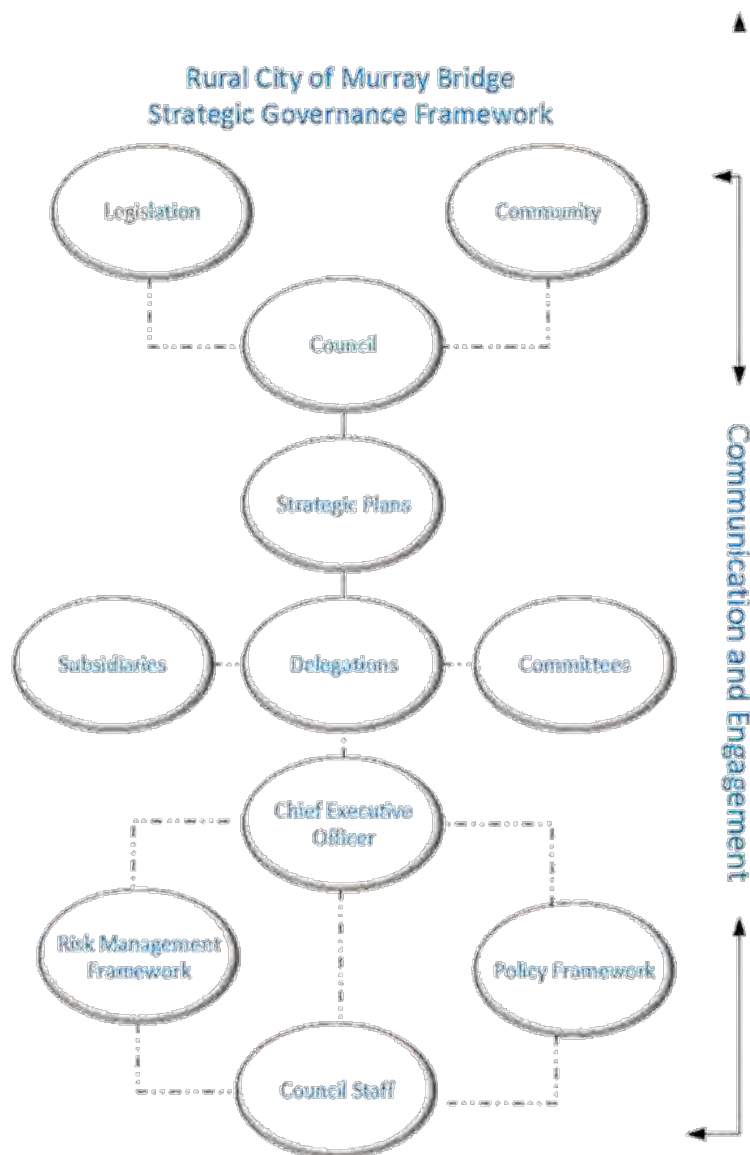 Rural City of Murray Bridge
Strategic Governance Framework
Legislation
Community
Council
Strategic Plans
Subsidiaries
Delegations
Committees
Chief Executive
Officer
Risk Management
Framework
Policy Framework
Council Staff
Communication and Engagement